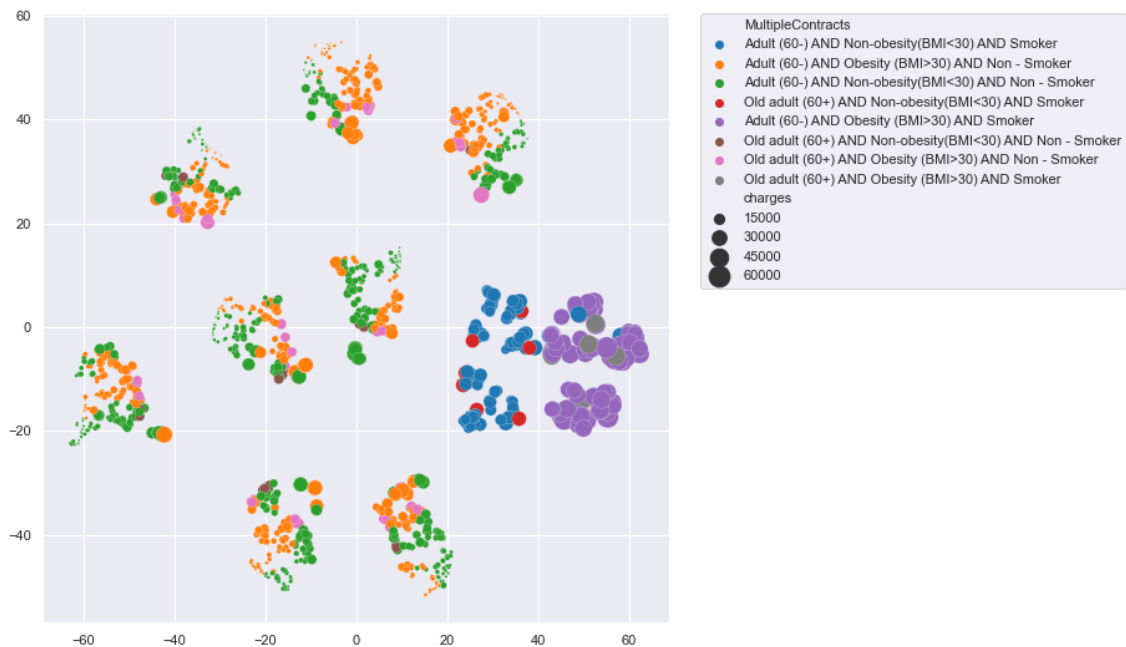 60
40
20
0
−20
−40
−60
−40
−20
0
20
40
60
MultipleContracts
Adult (60-) AND Non-obesity(BMI<30) AND Smoker
Adult (60-) AND Obesity (BMI>30) AND Non - Smoker
Adult (60-) AND Non-obesity(BMI<30) AND Non - Smoker
Old adult (60+) AND Non-obesity(BMI<30) AND Smoker
Adult (60-) AND Obesity (BMI>30) AND Smoker
Old adult (60+) AND Non-obesity(BMI<30) AND Non - Smoker
Old adult (60+) AND Obesity (BMI>30) AND Non - Smoker
Old adult (60+) AND Obesity (BMI>30) AND Smoker
charges
15000
30000
45000
60000